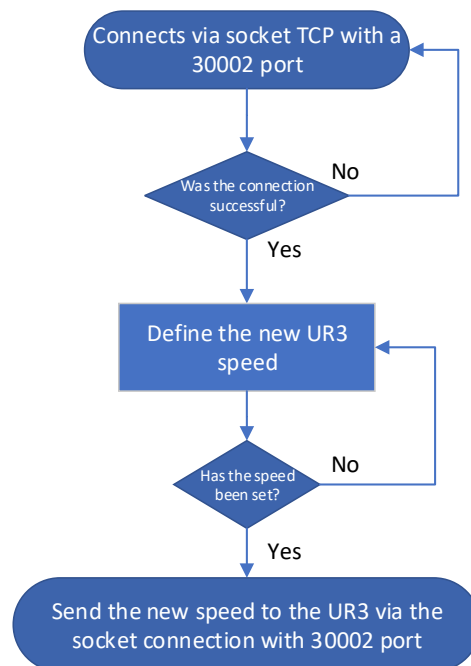 Connects via socket TCP with a
30002 port
No
Was the connection
successful?
Yes
Define the new UR3
speed
No
Has the speed
been set?
Yes
Send the new speed to the UR3 via the
socket connection with 30002 port